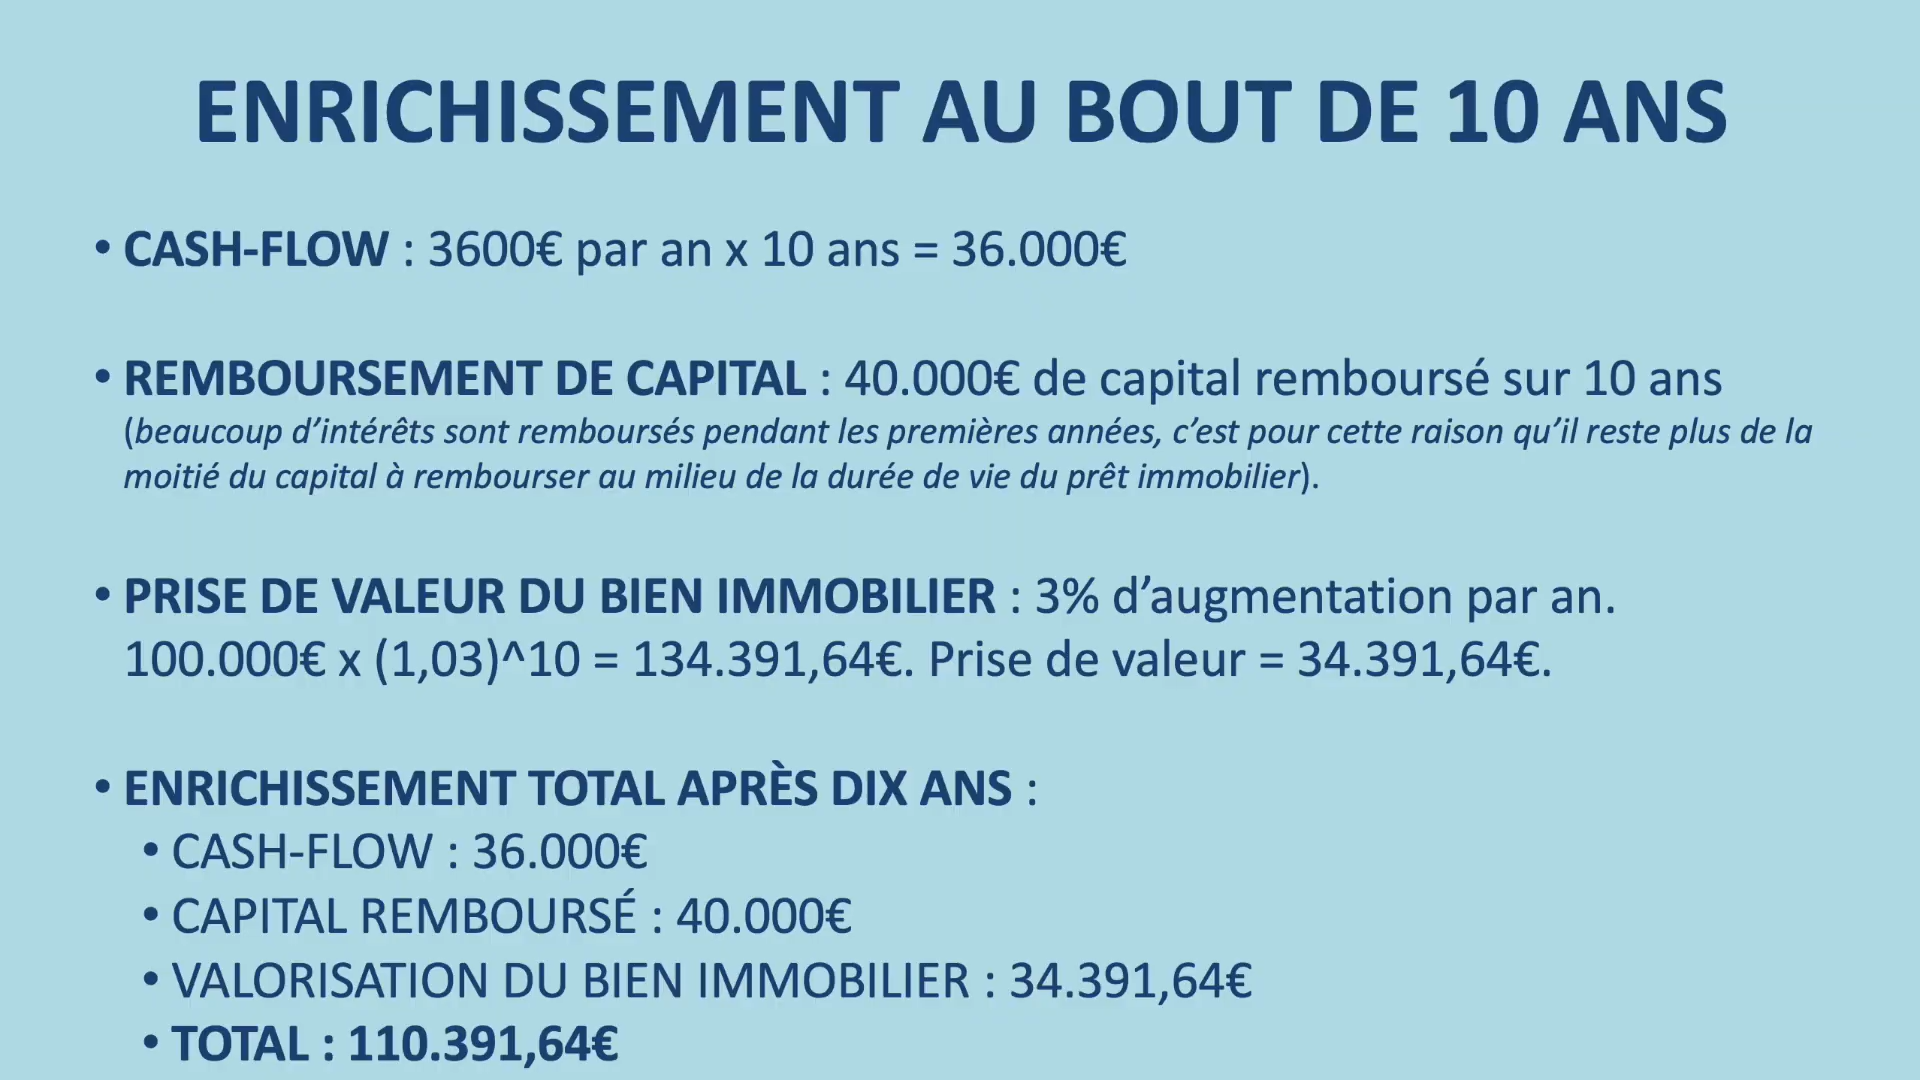 ENRICHISSEMENT AU BOUT DE 10 ANS
• CASH-FLOW : 3600€ par an x 10 ans = 36.000€
• REMBOURSEMENT DE CAPITAL : 40.000€ de capital remboursé sur 10 ans
(beaucoup d’intérêts sont remboursés pendant les premières années, c’est pour cette raison qu’il reste plus de la
moitié du capital à rembourser au milieu de la durée de vie du prêt immobilier).
• PRISE DE VALEUR DU BIEN IMMOBILIER : 3% d’augmentation par an.
100.000€ x (1,03)^10 = 134.391,64€. Prise de valeur = 34.391,64€.
• ENRICHISSEMENT TOTAL APRÈS DIX ANS :
• CASH-FLOW : 36.000€
• CAPITAL REMBOURSÉ : 40.000€
• VALORISATION DU BIEN IMMOBILIER : 34.391,64€
• TOTAL : 110.391,64€